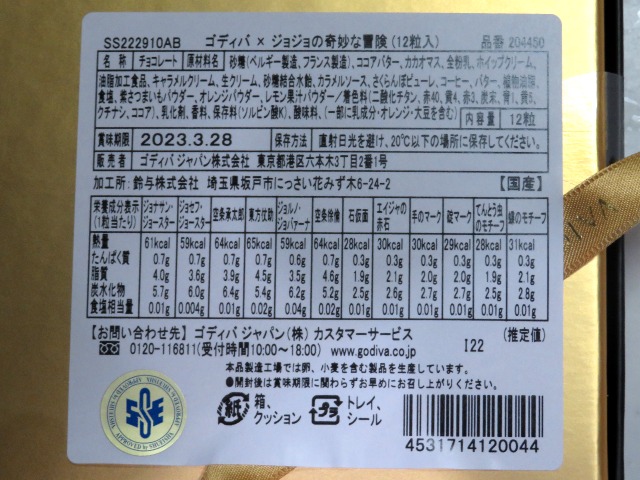 SS222910AB ゴディバ × ジョジョの奇妙な冒険(12粒入) 品番 204450
名称 チョコレート 原材料名 砂糖(ベルギー製造、フランス製造)、ココアバター、カカオマス、全粉乳、ホイップクリーム、
油脂加工食品、キャラメルクリーム、生クリーム、砂糖結合水飴、カラメルソース、さくらんぼピューレ、コーヒー、バター、植物油脂、
食塩、紫さつまいもパウダー、オレンジパウダー、レモン果汁パウダー/着色料(二酸化チタン、赤40、黄4、赤3、炭末、青1、黄5、
クチナシ、ココア)、乳化剤、香料、保存料(ソルビン酸K)、酸味料、(一部に乳成分・オレンジ・大豆を含む) 内容量 12粒
賞味期限 2023.3.28 保存方法 直射日光を避け、20℃以下の場所に保存してください。
販売者 ゴディバ ジャパン株式会社 東京都港区六本木3丁目2番1号
加工所:鈴与株式会社 埼玉県坂戸市にっさい花みず木6-24-2 【国産】
栄養成分表示(1粒当たり) ジョナサン・ジョースター ジョセフ・ジョースター 空条承太郎 東方仗助 ジョルノ・ジョバァーナ 空条徐倫 石仮面 エイジャの赤石 手のマーク 錠マーク てんとう虫のモチーフ 蝶のモチーフ
熱量 61kcal 59kcal 64kcal 65kcal 59kcal 64kcal 28kcal 30kcal 30kcal 29kcal 28kcal 31kcal
たんぱく質 0.7g 0.7g 0.7g 0.7g 0.6g 0.7g 0.3g 0.3g 0.3g 0.3g 0.3g 0.3g
脂質 4.0g 3.6g 3.9g 4.5g 3.5g 4.6g 1.9g 2.1g 2.0g 2.0g 1.9g 2.1g
炭水化物 5.7g 6.0g 6.4g 5.4g 6.2g 5.2g 2.5g 2.6g 2.7g 2.7g 2.5g 2.8g
食塩相当量 0.01g 0.004g 0.04g 0.02g 0.04g 0.02g 0.01g 0.01g 0.01g 0.01g 0.01g 0.01g
【お問い合わせ先】ゴディバ ジャパン(株) カスタマーサービス (推定値)
0120-116811(受付時間10:00~18:00) www.godiva.co.jp I22
本品製造工場では卵、小麦を含む製品を生産しています。
●開封後は賞味期限に関わらずお早めにお召し上がりください。
紙 箱、クッション プラ トレイ、シール
SSE
4531714120044